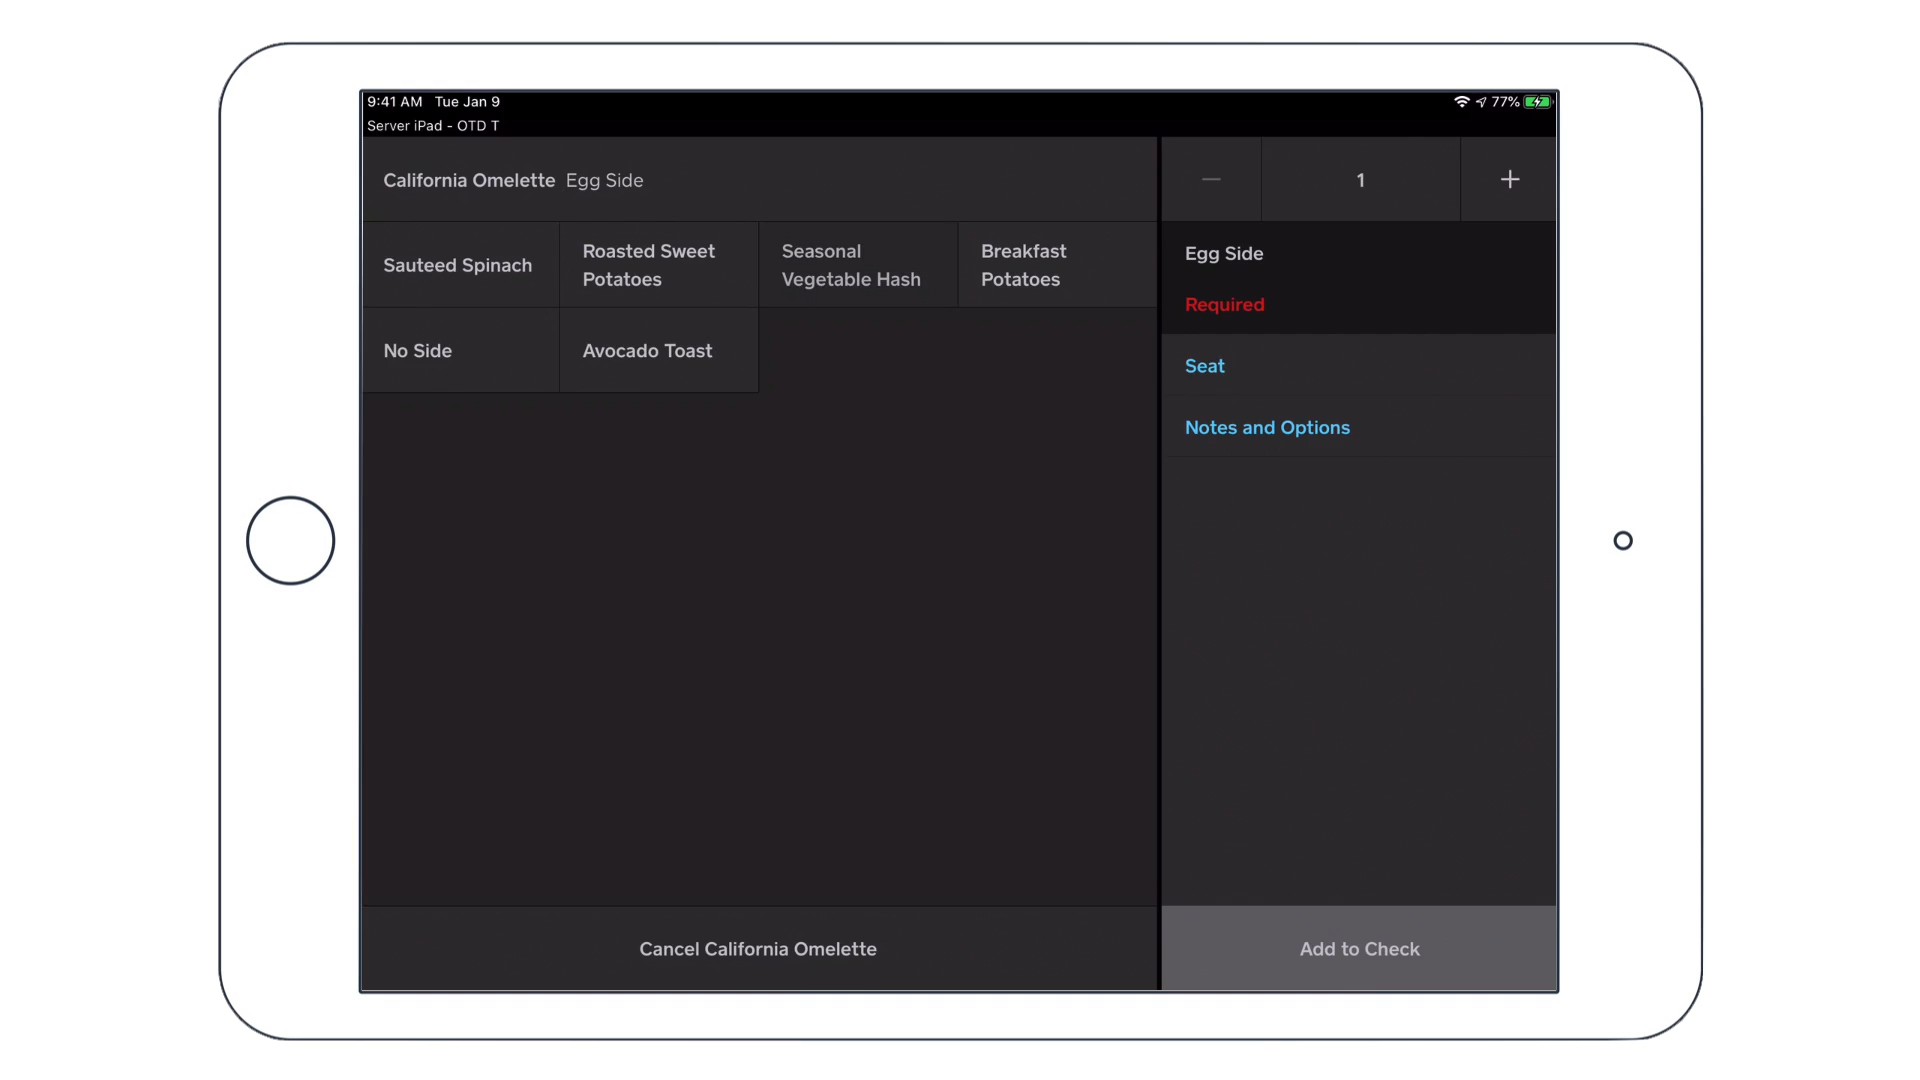 9:41 AM Tue Jan 9
77%
Server iPad - OTD T
California Omelette Egg Side
1
Sauteed Spinach
Roasted Sweet
Potatoes
Seasonal
Vegetable Hash
Breakfast
Potatoes
No Side
Avocado Toast
Egg Side
Required
Seat
Notes and Options
Cancel California Omelette
Add to Check